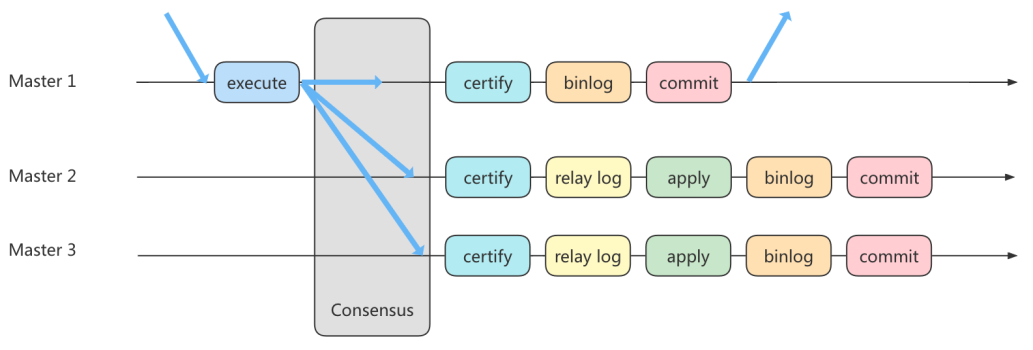 Master 1 execute certify binlog commit
Master 2 certify relay log apply binlog commit
Master 3 certify relay log apply binlog commit
Consensus